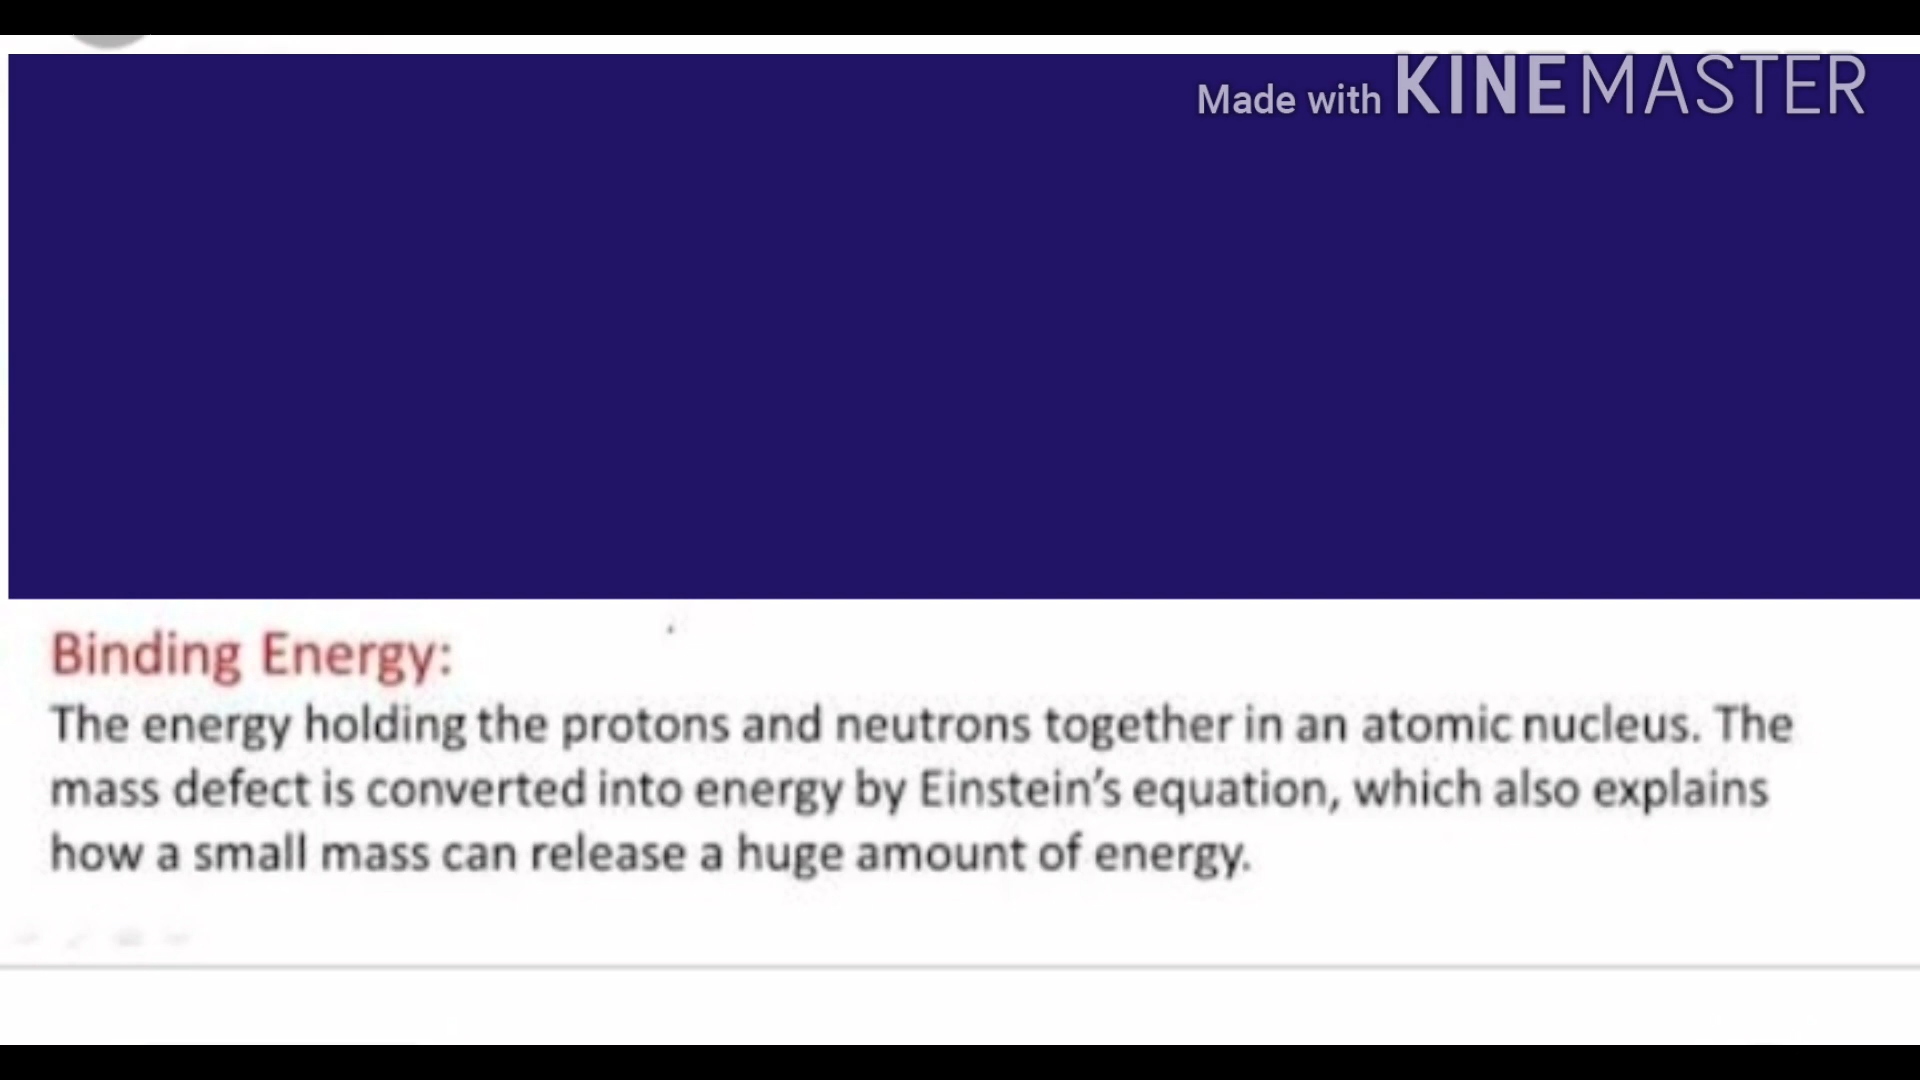 Made with KINEMASTER
Binding Energy:
The energy holding the protons and neutrons together in an atomic nucleus. The
mass defect is converted into energy by Einstein’s equation, which also explains
how a small mass can release a huge amount of energy.